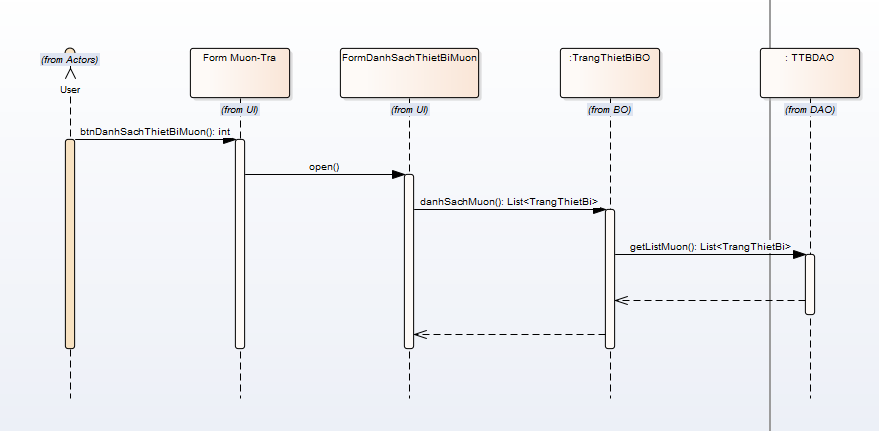 (from Actors)
User
Form Muon-Tra
(from UI)
FormDanhSachThietBiMuon
(from UI)
:TrangThietBiBO
(from BO)
: TTBDAO
(from DAO)
btnDanhSachThietBiMuon(): int
open()
danhSachMuon(): List<TrangThietBi>
getListMuon(): List<TrangThietBi>